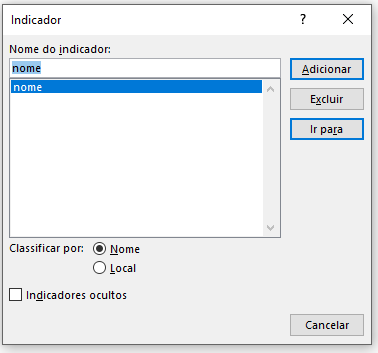 Indicador
Nome do indicador:
nome
Adicionar
nome
Excluir
Ir para
Classificar por:
Nome
Local
Indicadores ocultos
Cancelar